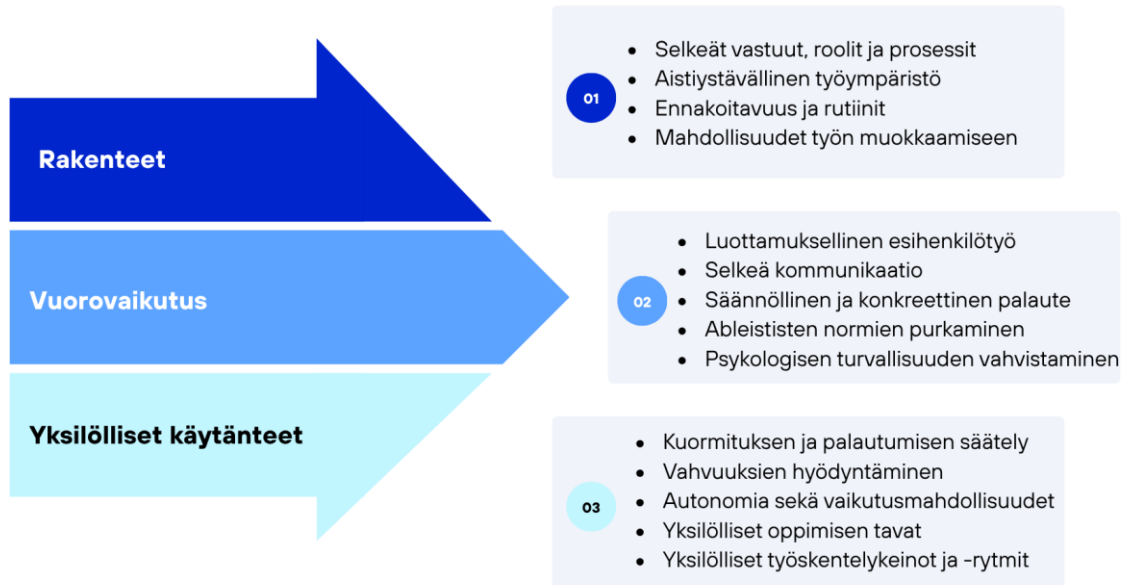 Rakenteet
01
• Selkeät vastuut, roolit ja prosessit
• Aistiystävällinen työympäristö
• Ennakoitavuus ja rutiinit
• Mahdollisuudet työn muokkaamiseen
Vuorovaikutus
02
• Luottamuksellinen esihenkilötyö
• Selkeä kommunikaatio
• Säännöllinen ja konkreettinen palaute
• Ableististen normien purkaminen
• Psykologisen turvallisuuden vahvistaminen
Yksilölliset käytänteet
03
• Kuormituksen ja palautumisen säätely
• Vahvuuksien hyödyntäminen
• Autonomia sekä vaikutusmahdollisuudet
• Yksilölliset oppimisen tavat
• Yksilölliset työskentelykeinot ja -rytmit